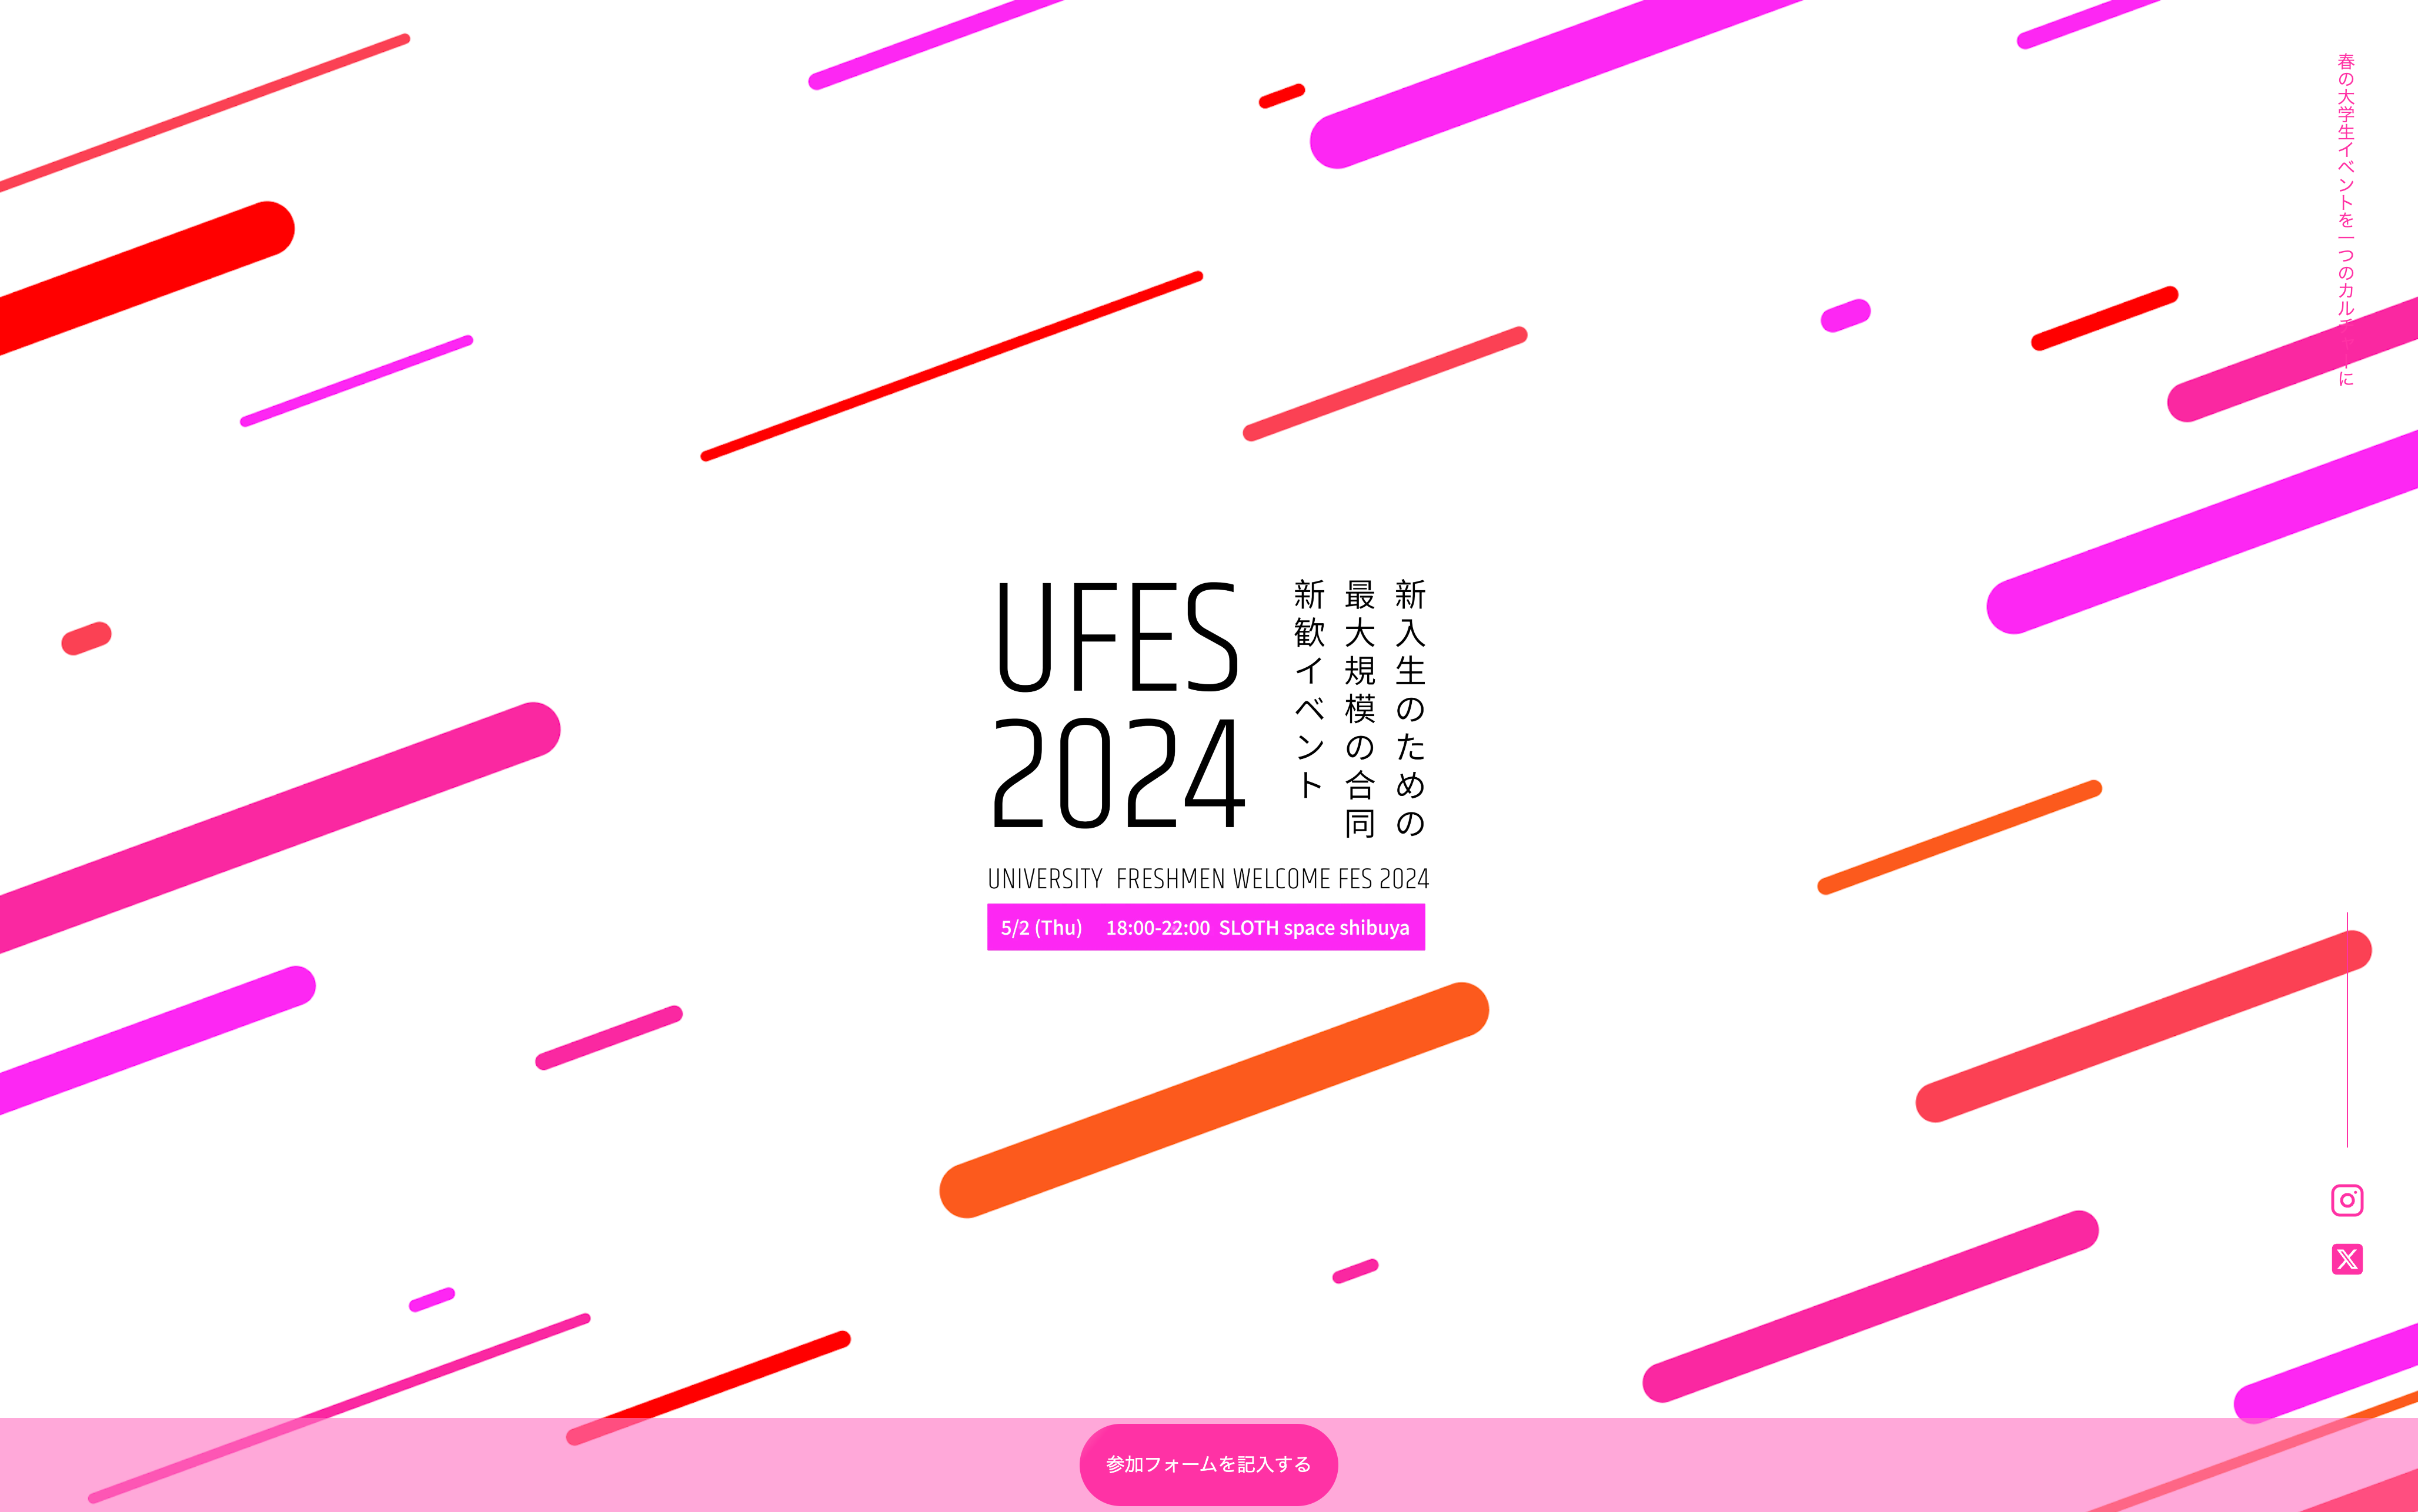 UFES
2024
新入生のための
最大規模の合同
新歓イベント
UNIVERSITY FRESHMEN WELCOME FES 2024
5/2 (Thu) 18:00-22:00 SLOTH space shibuya
春の大学生イベントを一つのカルチャーに
参加フォームを記入する